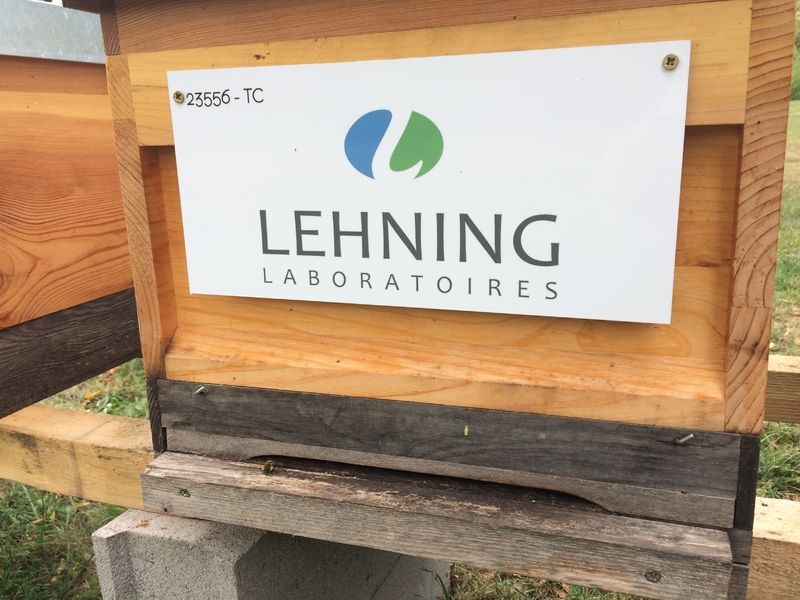 23556 - TC
LEHNING
LABORATOIRES